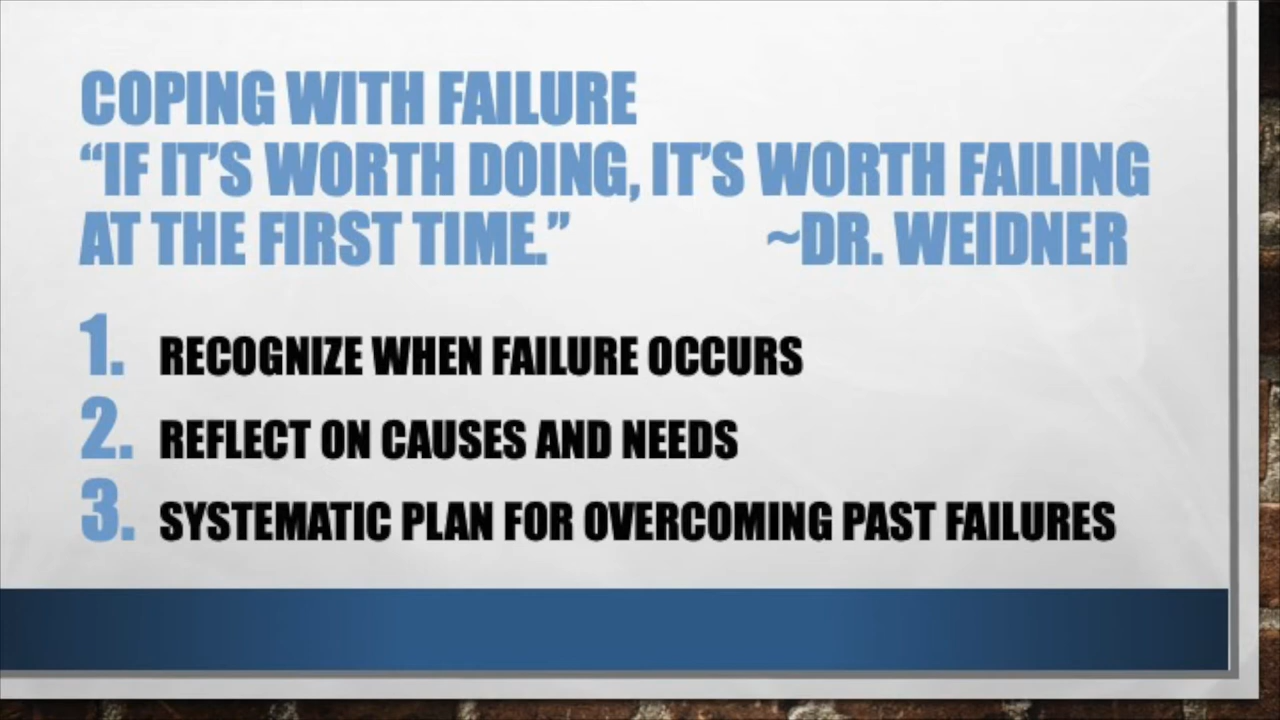 COPING WITH FAILURE
“IF IT’S WORTH DOING, IT’S WORTH FAILING
AT THE FIRST TIME.” ~DR. WEIDNER
1. RECOGNIZE WHEN FAILURE OCCURS
2. REFLECT ON CAUSES AND NEEDS
3. SYSTEMATIC PLAN FOR OVERCOMING PAST FAILURES